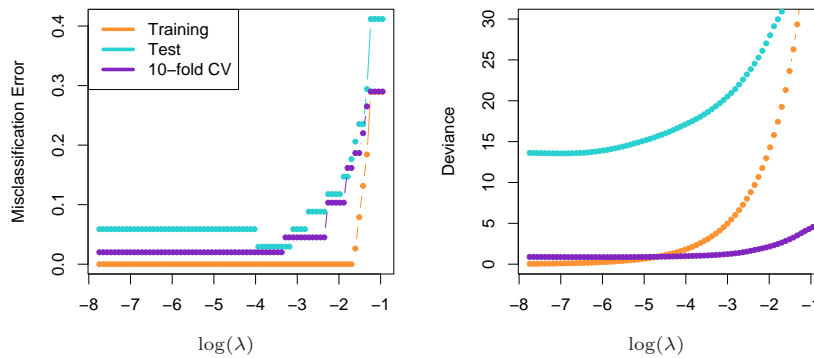 Misclassification Error
0.0 0.1 0.2 0.3 0.4
Training
Test
10−fold CV
−8 −7 −6 −5 −4 −3 −2 −1
log(λ)
Deviance
0 5 10 15 20 25 30
−8 −7 −6 −5 −4 −3 −2 −1
log(λ)